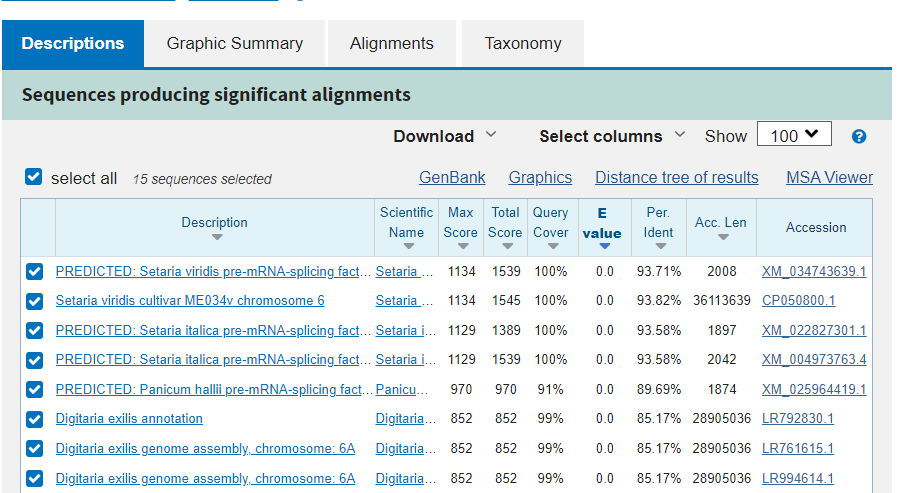 Descriptions Graphic Summary Alignments Taxonomy
Sequences producing significant alignments
Download Select columns Show 100 ?
select all 15 sequences selected GenBank Graphics Distance tree of results MSA Viewer
Description Scientific Name Max Score Total Score Query Cover E value Per. Ident Acc. Len Accession
PREDICTED: Setaria viridis pre-mRNA-splicing fact... Setaria ... 1134 1539 100% 0.0 93.71% 2008 XM_034743639.1
Setaria viridis cultivar ME034v chromosome 6 Setaria ... 1134 1545 100% 0.0 93.82% 36113639 CP050800.1
PREDICTED: Setaria italica pre-mRNA-splicing fact... Setaria i... 1129 1389 100% 0.0 93.58% 1897 XM_022827301.1
PREDICTED: Setaria italica pre-mRNA-splicing fact... Setaria i... 1129 1539 100% 0.0 93.58% 2042 XM_004973763.4
PREDICTED: Panicum hallii pre-mRNA-splicing fact... Panicu... 970 970 91% 0.0 89.69% 1874 XM_025964419.1
Digitaria exilis annotation Digitaria... 852 852 99% 0.0 85.17% 28905036 LR792830.1
Digitaria exilis genome assembly, chromosome: 6A Digitaria... 852 852 99% 0.0 85.17% 28905036 LR761615.1
Digitaria exilis genome assembly, chromosome: 6A Digitaria... 852 852 99% 0.0 85.17% 28905036 LR994614.1